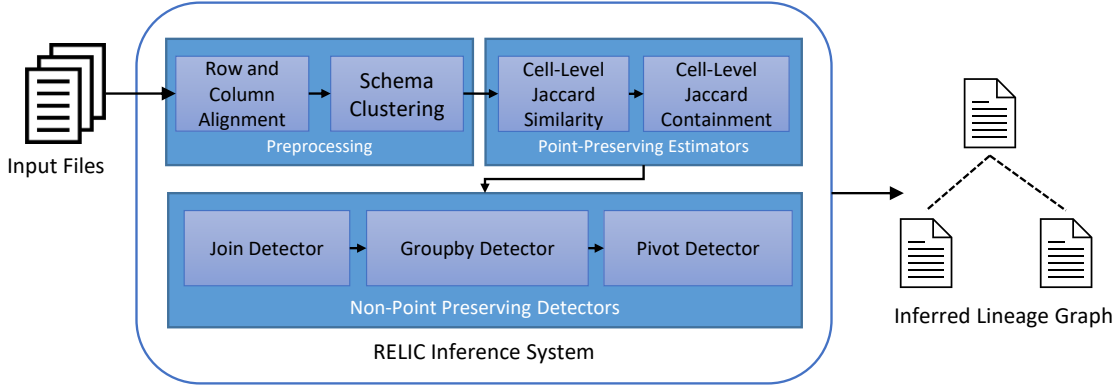 Input Files
Row and
Column
Alignment
Schema
Clustering
Preprocessing
Cell-Level
Jaccard
Similarity
Cell-Level
Jaccard
Containment
Point-Preserving Estimators
Join Detector
Groupby Detector
Pivot Detector
Non-Point Preserving Detectors
RELIC Inference System
Inferred Lineage Graph